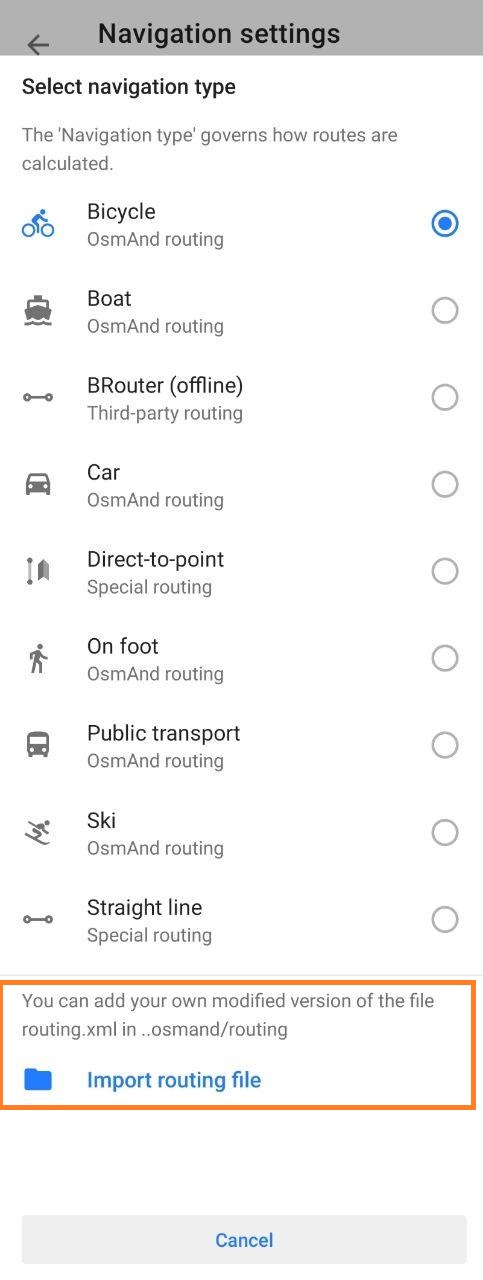 Navigation settings
Select navigation type
The 'Navigation type' governs how routes are
calculated.
Bicycle
OsmAnd routing
Boat
OsmAnd routing
BRouter (offline)
Third-party routing
Car
OsmAnd routing
Direct-to-point
Special routing
On foot
OsmAnd routing
Public transport
OsmAnd routing
Ski
OsmAnd routing
Straight line
Special routing
You can add your own modified version of the file
routing.xml in ..osmand/routing
Import routing file
Cancel